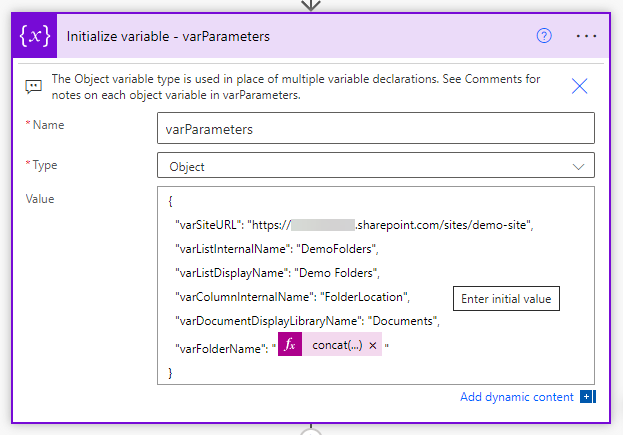 {x} Initialize variable - varParameters ? ...
The Object variable type is used in place of multiple variable declarations. See Comments for
notes on each object variable in varParameters.
* Name varParameters
* Type Object
Value {
"varSiteURL": "https:// .sharepoint.com/sites/demo-site",
"varListInternalName": "DemoFolders",
"varListDisplayName": "Demo Folders",
"varColumnInternalName": "FolderLocation",
Enter initial value
"varDocumentDisplayLibraryName": "Documents",
"varFolderName": " fx concat(...) × "
}
Add dynamic content